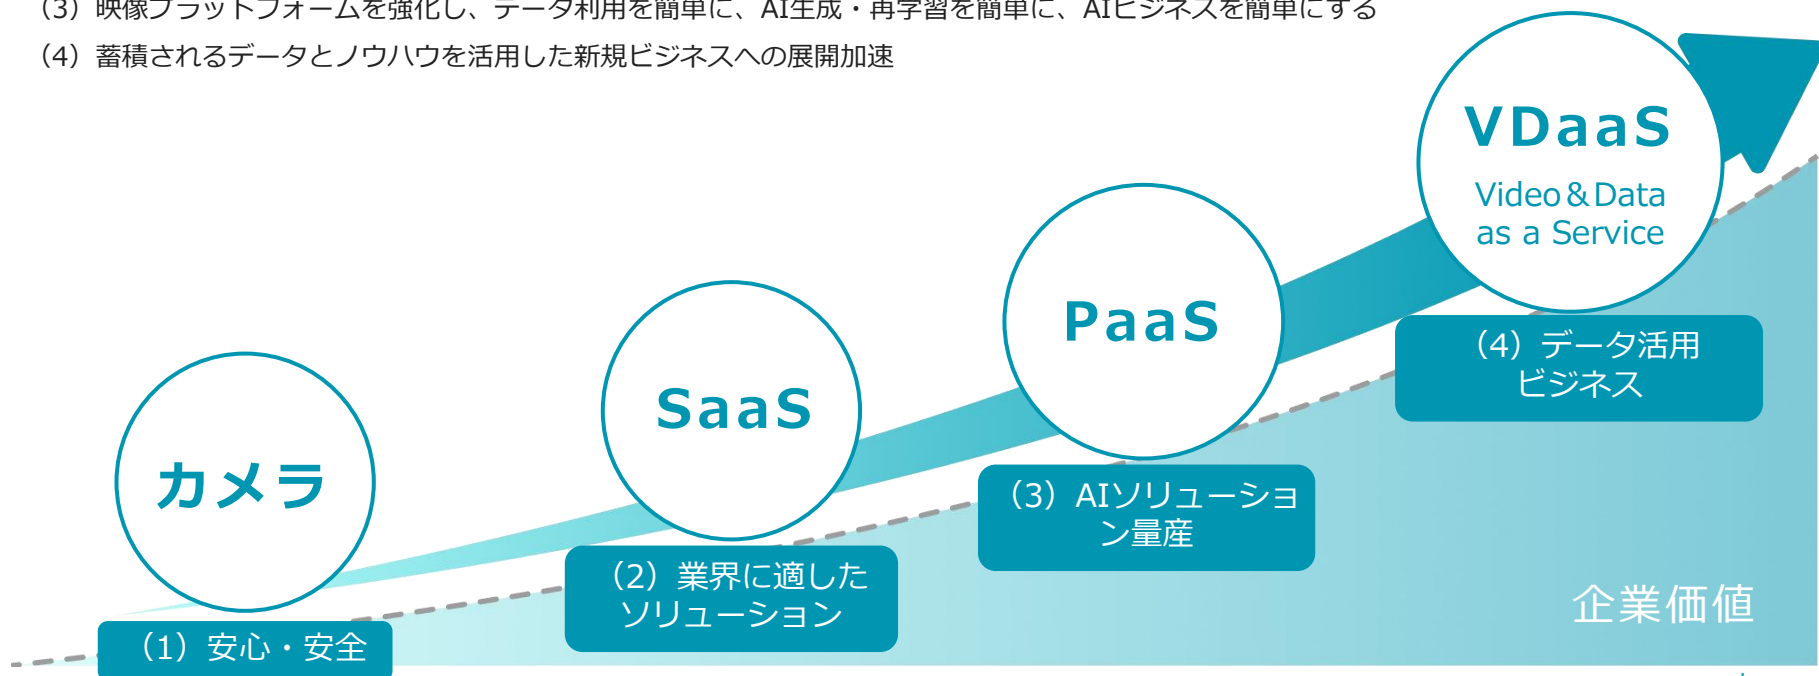 （3）映像プラットフォームを強化し、データ利用を簡単に、AI生成・再学習を簡単に、AIビジネスを簡単にする
（4）蓄積されるデータとノウハウを活用した新規ビジネスへの展開加速
VDaaS
Video＆Data
as a Service
（4）データ活用
ビジネス
PaaS
（3）AIソリューショ
ン量産
SaaS
（2）業界に適した
ソリューション
カメラ
（1）安心・安全
企業価値